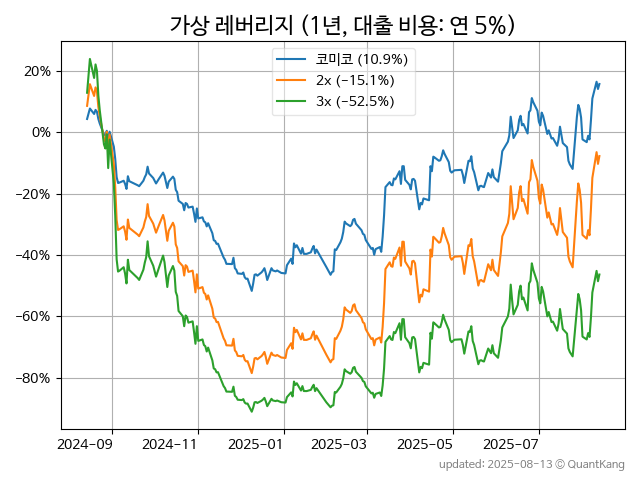 가상 레버리지 (1년, 대출 비용: 연 5%)
코미코 (10.9%)
2x (−15.1%)
3x (−52.5%)
20%
0%
−20%
−40%
−60%
−80%
2024-09 2024-11 2025-01 2025-03 2025-05 2025-07
updated: 2025-08-13 © QuantKang